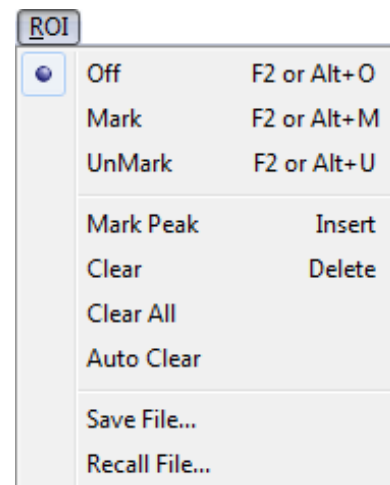 ROI
Off F2 or Alt+O
Mark F2 or Alt+M
UnMark F2 or Alt+U
Mark Peak Insert
Clear Delete
Clear All
Auto Clear
Save File...
Recall File...